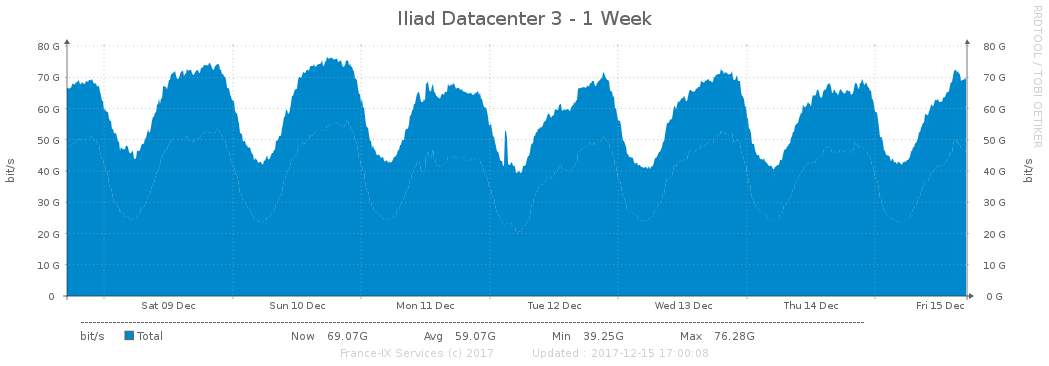 Iliad Datacenter 3 - 1 Week
RRDTOOL / TOBI OETIKER
bit/s
80 G
70 G
60 G
50 G
40 G
30 G
20 G
10 G
0
80 G
70 G
60 G
50 G
40 G
30 G
20 G
10 G
0 G
bit/s
Sat 09 Dec Sun 10 Dec Mon 11 Dec Tue 12 Dec Wed 13 Dec Thu 14 Dec Fri 15 Dec
bit/s Total Now 69.07G Avg 59.07G Min 39.25G Max 76.28G
France-IX Services (c) 2017 Updated : 2017-12-15 17:00:08